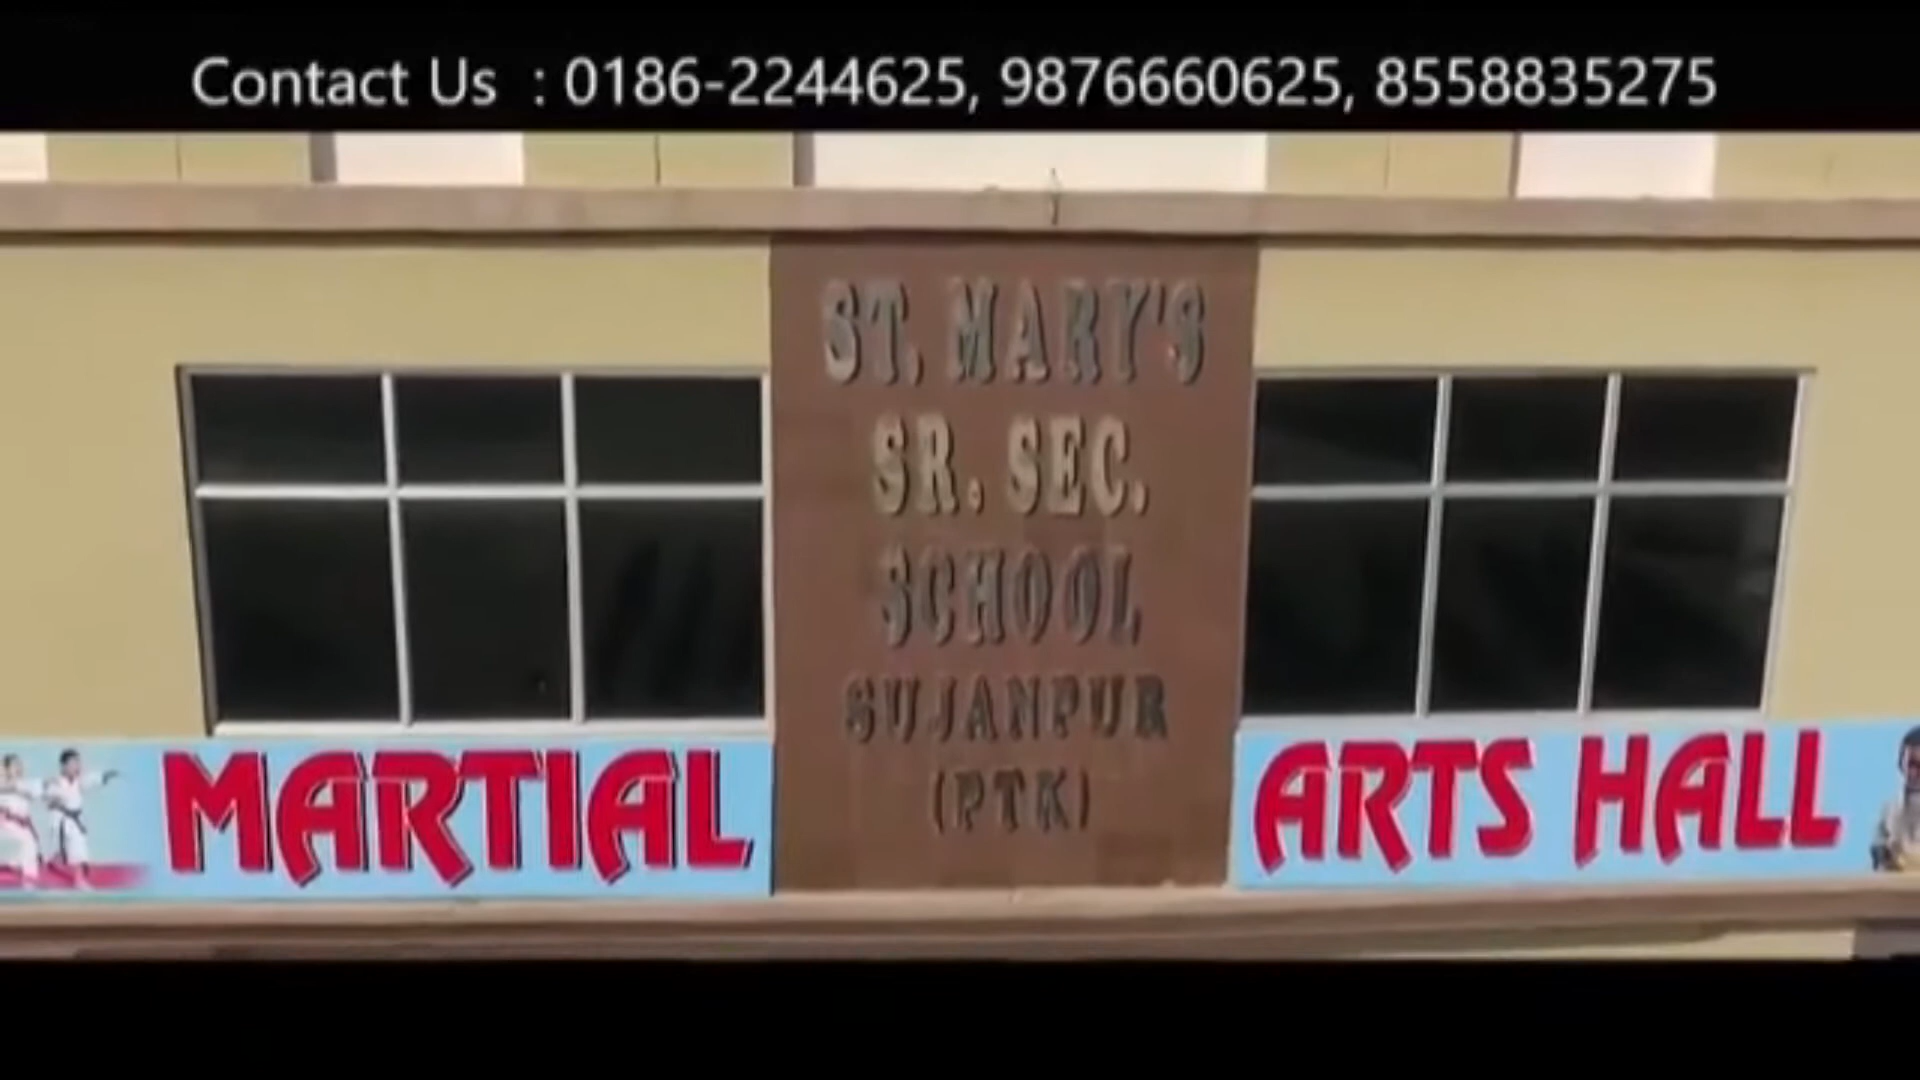 Contact Us : 0186-2244625, 9876660625, 8558835275
ST. MARY'S
SR. SEC.
SCHOOL
SUJANPUR
(PTK)
MARTIAL ARTS HALL